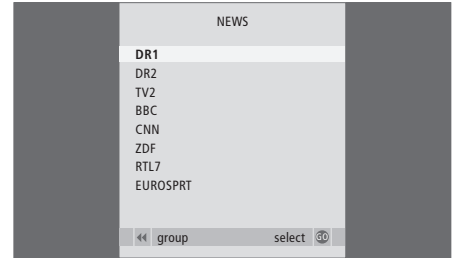 NEWS
DR1
DR2
TV2
BBC
CNN
ZDF
RTL7
EUROSPRT
group select GO